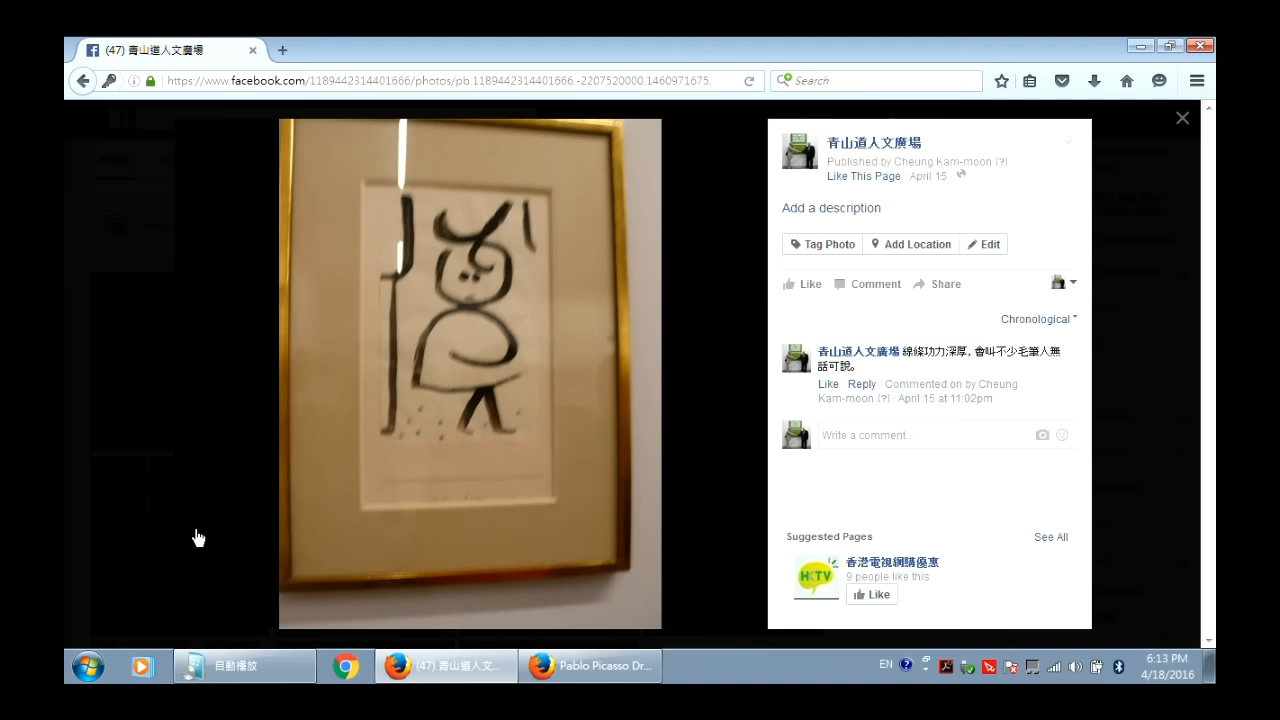 (47) 青山道人文廣場
https://www.facebook.com/1189442314401666/photos/pb.1189442314401666.-2207520000.1460971675.
Search
青山道人文廣場
Published by Cheung Kam-moon [?]
Like This Page · April 15
Add a description
Tag Photo
Add Location
Edit
Like
Comment
Share
Chronological
青山道人文廣場 線條功力深厚, 會叫不少毛筆人無
話可說。
Like · Reply · Commented on by Cheung
Kam-moon [?] · April 15 at 11:02pm
Write a comment...
Suggested Pages
See All
HKTV
香港電視網購優惠
9 people like this
Like
自動播放
(47) 青山道人文...
Pablo Picasso Dr...
EN
6:13 PM
4/18/2016